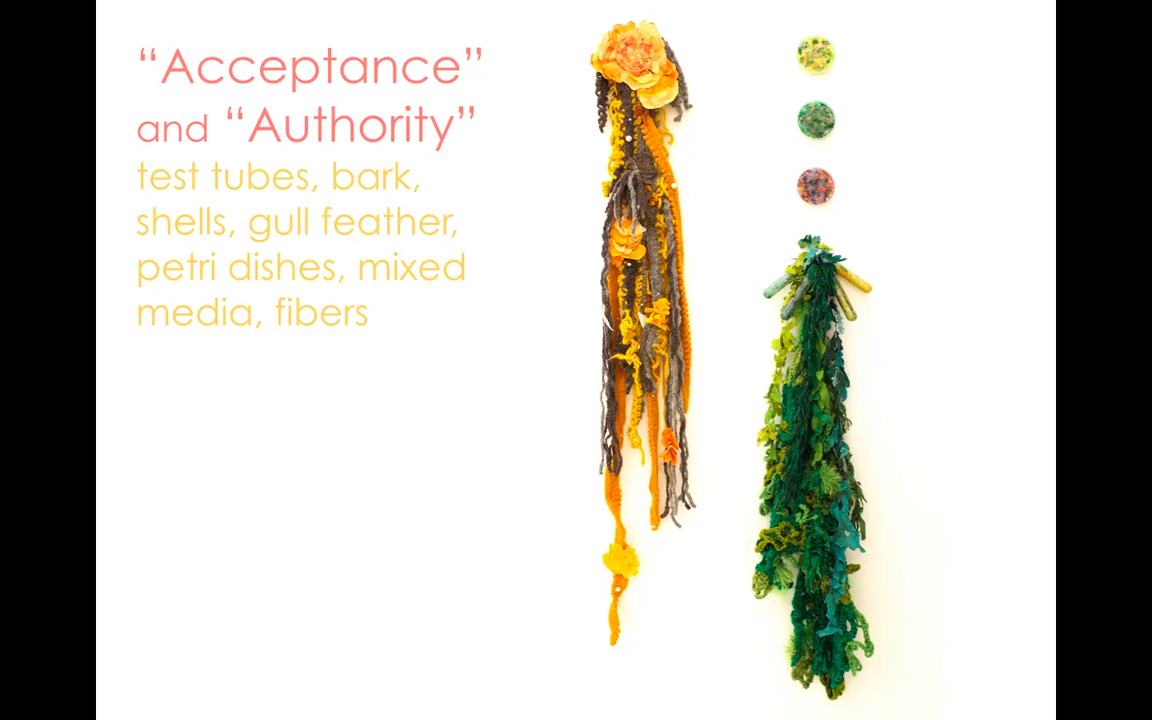 “Acceptance”
and “Authority”
test tubes, bark,
shells, gull feather,
petri dishes, mixed
media, fibers